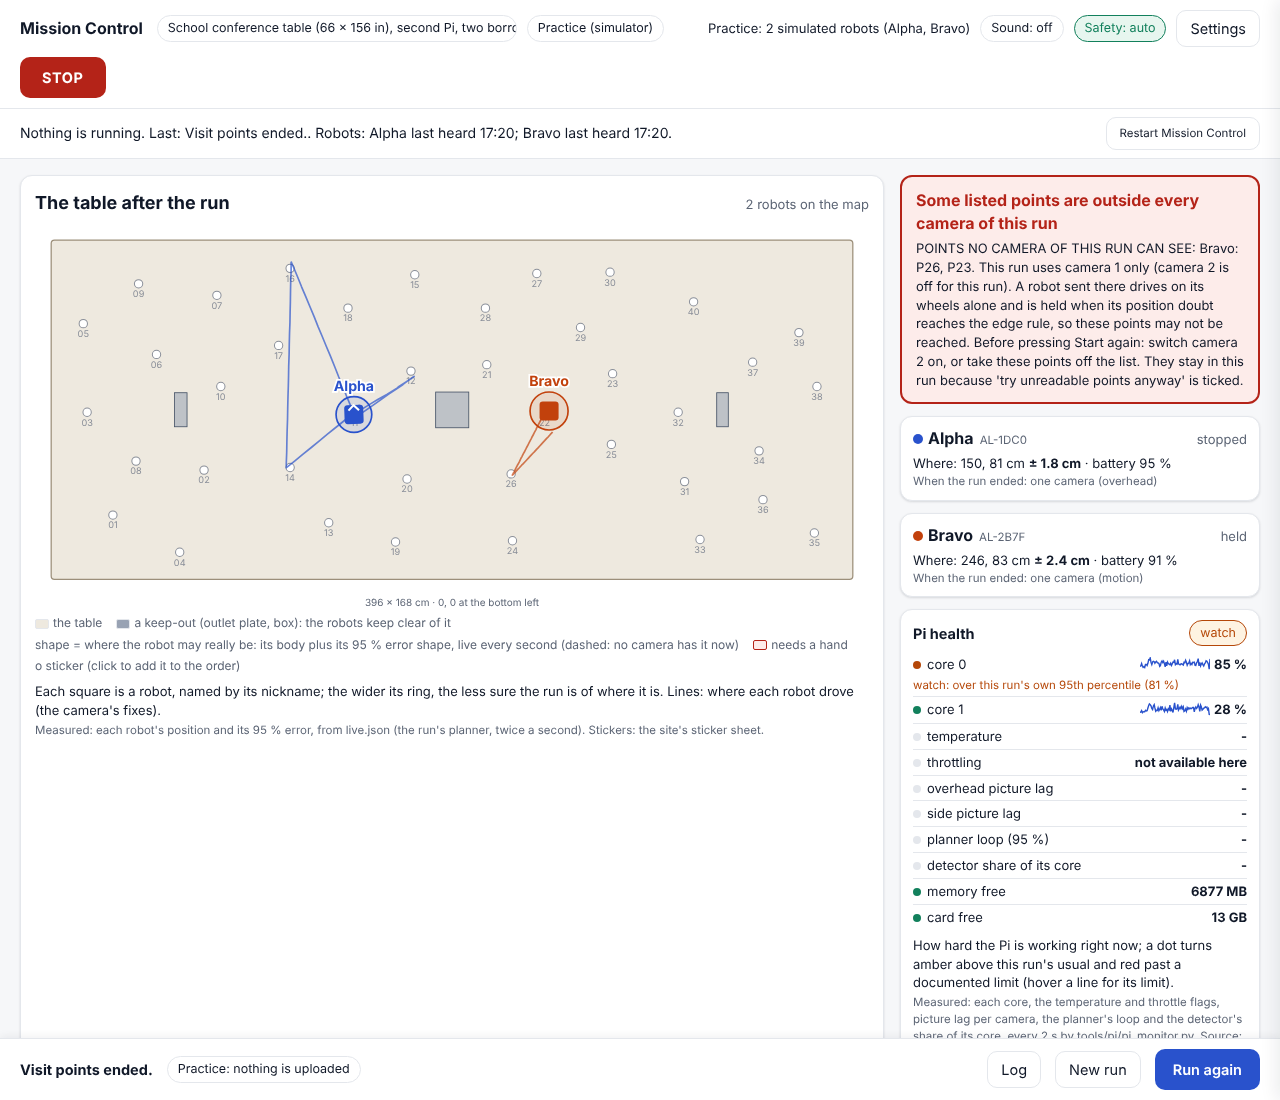 Mission Control
School conference table (66 × 156 in), second Pi, two borro
Practice (simulator)
Practice: 2 simulated robots (Alpha, Bravo)
Sound: off
Safety: auto
Settings
STOP
Nothing is running. Last: Visit points ended.. Robots: Alpha last heard 17:20; Bravo last heard 17:20.
Restart Mission Control
The table after the run
2 robots on the map
16
15
27
30
09
07
18
28
40
05
29
39
17
06
12
21
37
Alpha
Bravo
23
10
38
03
22
32
25
34
08
02
14
20
26
31
36
01
13
19
24
33
35
04
396 × 168 cm · 0, 0 at the bottom left
the table
a keep-out (outlet plate, box): the robots keep clear of it
shape = where the robot may really be: its body plus its 95 % error shape, live every second (dashed: no camera has it now)
needs a hand
o sticker (click to add it to the order)
Each square is a robot, named by its nickname; the wider its ring, the less sure the run is of where it is. Lines: where each robot drove
(the camera's fixes).
Measured: each robot's position and its 95 % error, from live.json (the run's planner, twice a second). Stickers: the site's sticker sheet.
Some listed points are outside every
camera of this run
POINTS NO CAMERA OF THIS RUN CAN SEE: Bravo:
P26, P23. This run uses camera 1 only (camera 2 is
off for this run). A robot sent there drives on its
wheels alone and is held when its position doubt
reaches the edge rule, so these points may not be
reached. Before pressing Start again: switch camera
2 on, or take these points off the list. They stay in this
run because 'try unreadable points anyway' is ticked.
Alpha AL-1DC0
stopped
Where: 150, 81 cm ± 1.8 cm · battery 95 %
When the run ended: one camera (overhead)
Bravo AL-2B7F
held
Where: 246, 83 cm ± 2.4 cm · battery 91 %
When the run ended: one camera (motion)
Pi health
watch
core 0
85 %
watch: over this run's own 95th percentile (81 %)
core 1
28 %
temperature
-
throttling
not available here
overhead picture lag
-
side picture lag
-
planner loop (95 %)
-
detector share of its core
-
memory free
6877 MB
card free
13 GB
How hard the Pi is working right now; a dot turns
amber above this run's usual and red past a
documented limit (hover a line for its limit).
Measured: each core, the temperature and throttle flags,
picture lag per camera, the planner's loop and the detector's
share of its core, every 2 s by tools/pi/pi_monitor.py. Source:
Visit points ended.
Practice: nothing is uploaded
Log
New run
Run again